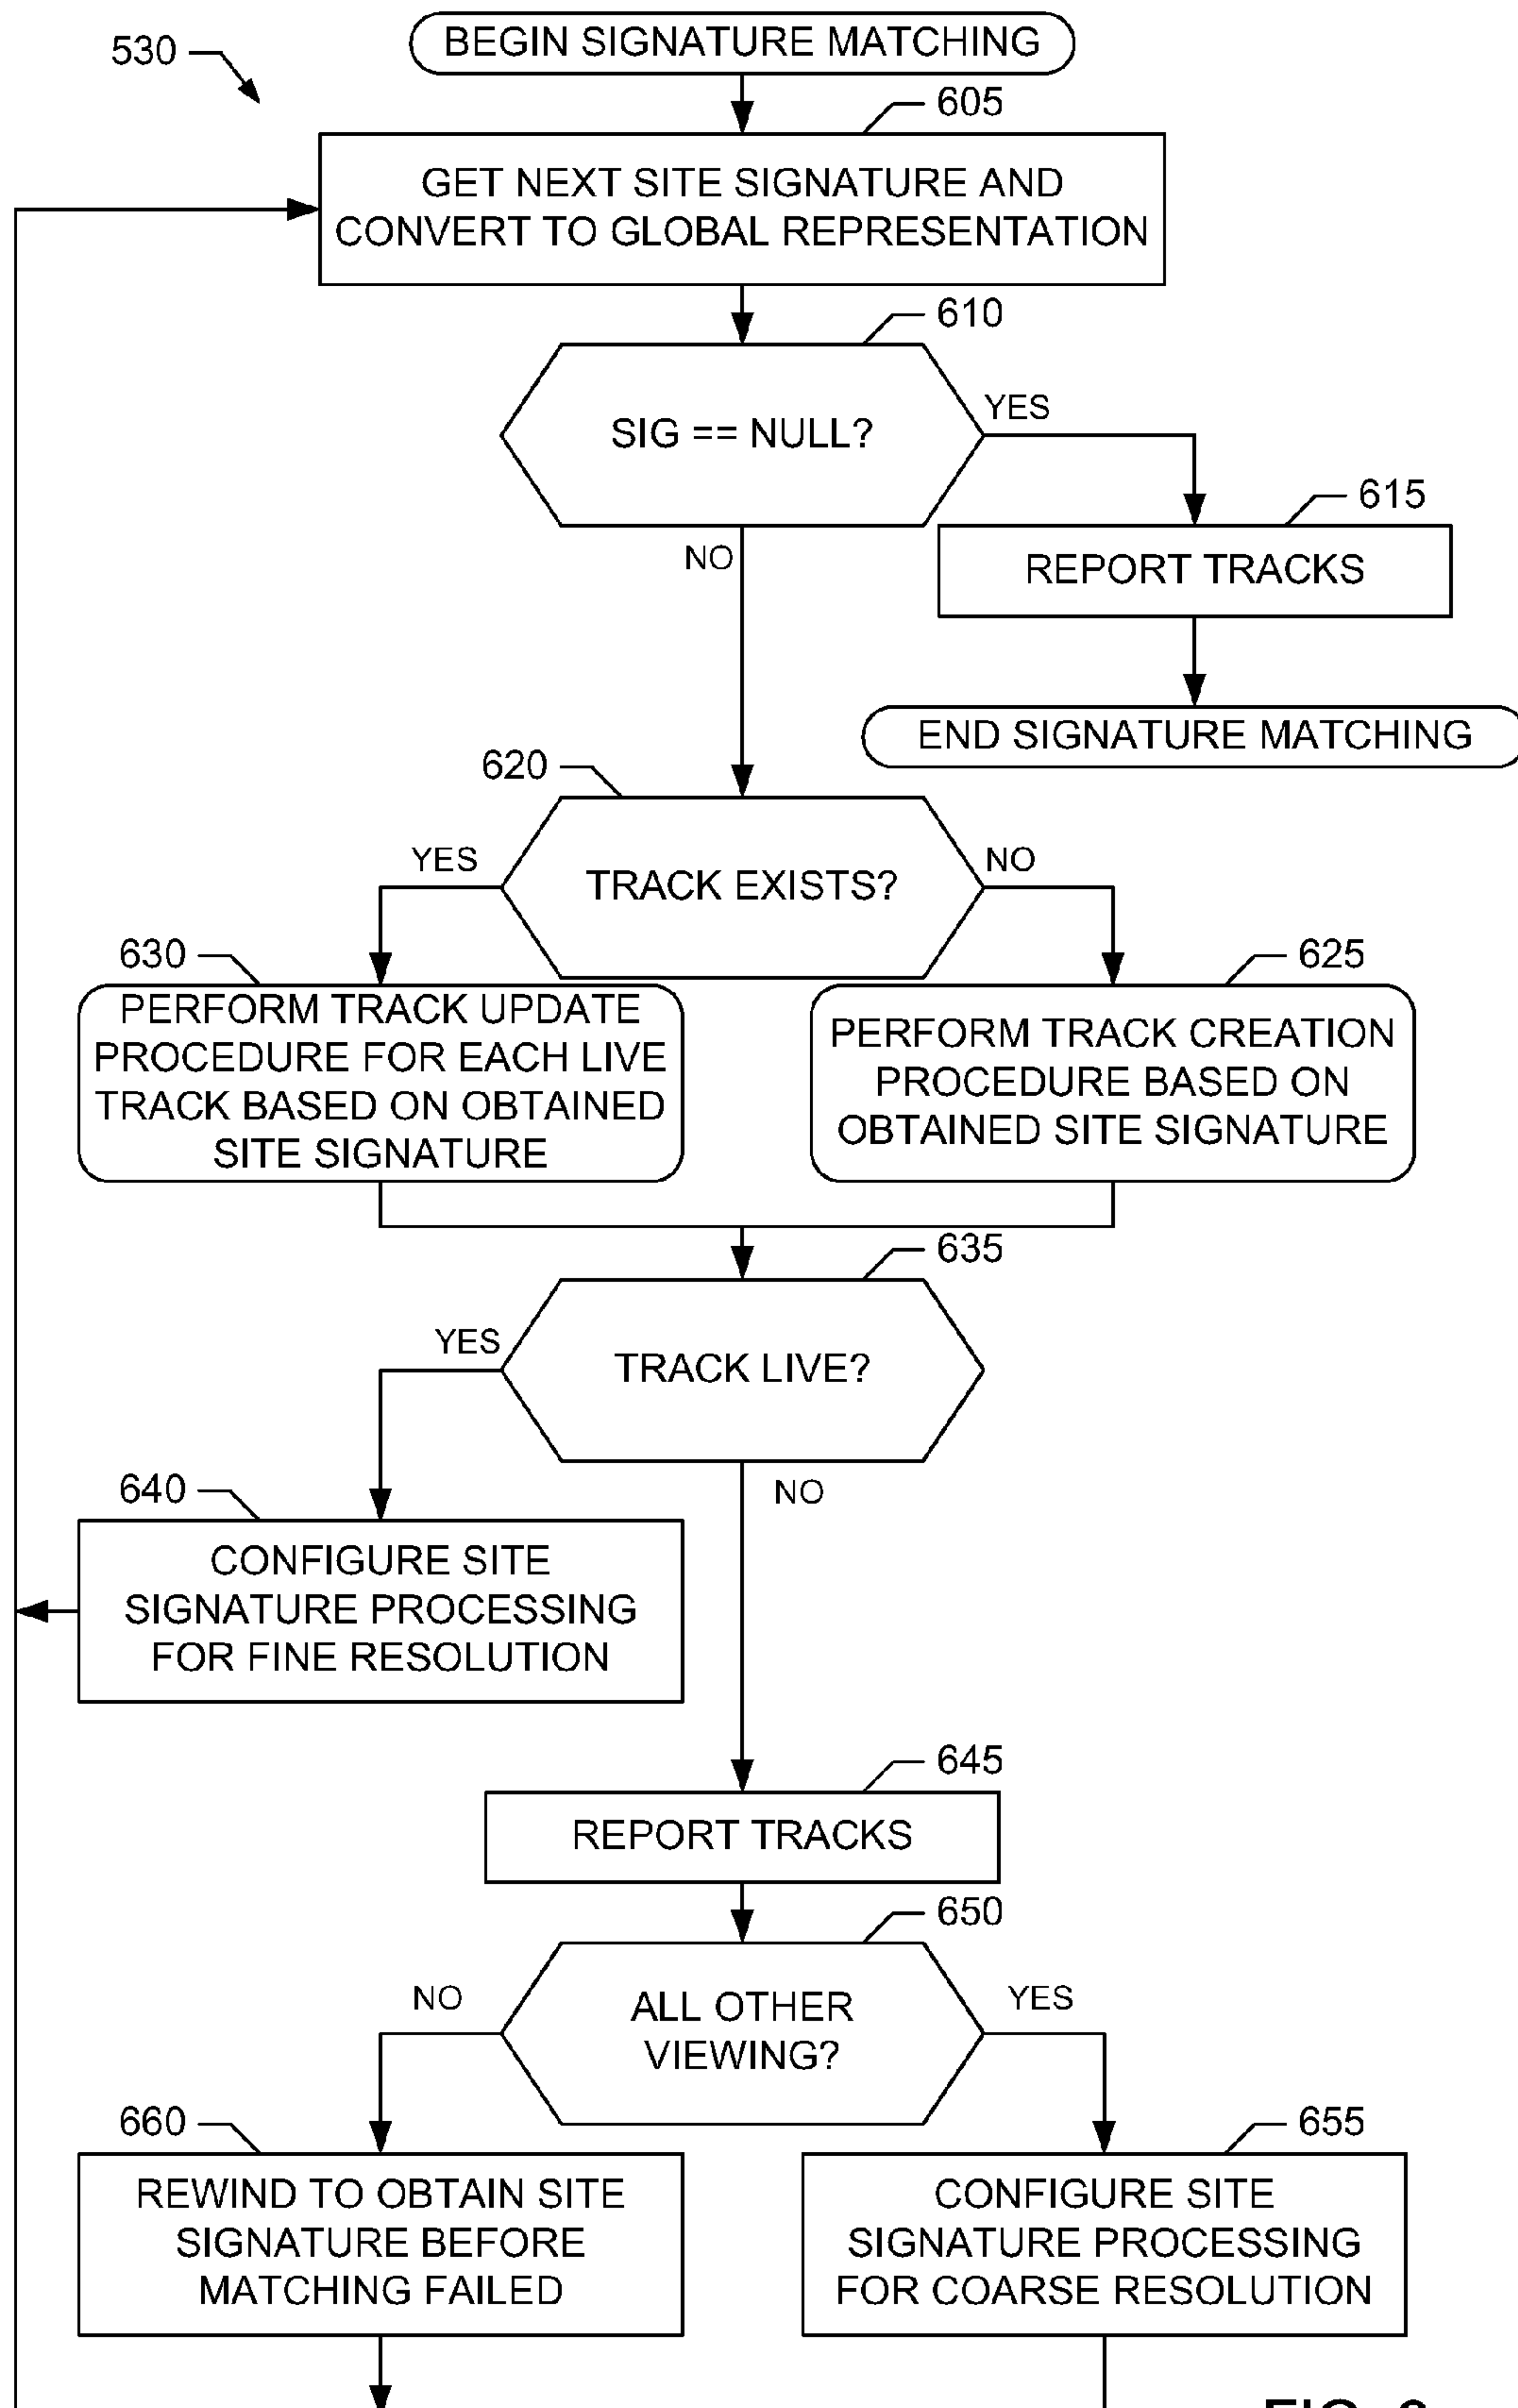 530
BEGIN SIGNATURE MATCHING
605
GET NEXT SITE SIGNATURE AND
CONVERT TO GLOBAL REPRESENTATION
610
SIG == NULL?
YES
615
NO
REPORT TRACKS
END SIGNATURE MATCHING
620
TRACK EXISTS?
YES
NO
630
625
PERFORM TRACK UPDATE
PROCEDURE FOR EACH LIVE
TRACK BASED ON OBTAINED
SITE SIGNATURE
PERFORM TRACK CREATION
PROCEDURE BASED ON
OBTAINED SITE SIGNATURE
635
YES
TRACK LIVE?
NO
640
CONFIGURE SITE
SIGNATURE PROCESSING
FOR FINE RESOLUTION
645
REPORT TRACKS
650
NO
ALL OTHER
VIEWING?
YES
660
655
REWIND TO OBTAIN SITE
SIGNATURE BEFORE
MATCHING FAILED
CONFIGURE SITE
SIGNATURE PROCESSING
FOR COARSE RESOLUTION